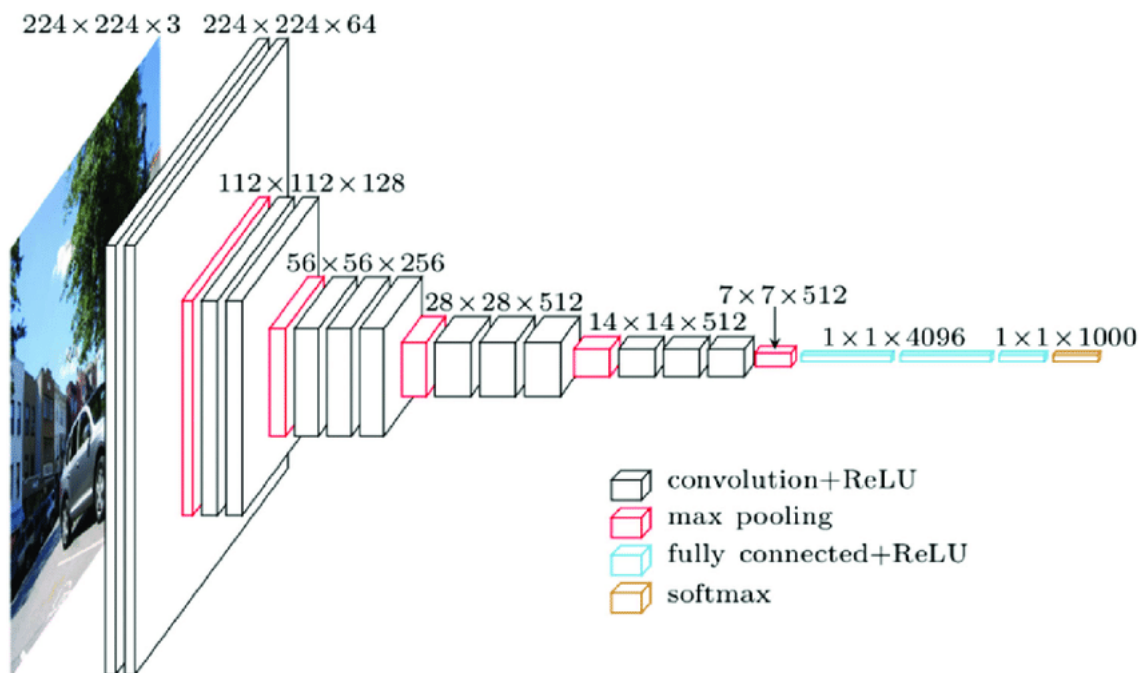 224×224×3
224×224×64
112×112×128
56×56×256
28×28×512
14×14×512
7×7×512
1×1×4096
1×1×1000
convolution+ReLU
max pooling
fully connected+ReLU
softmax